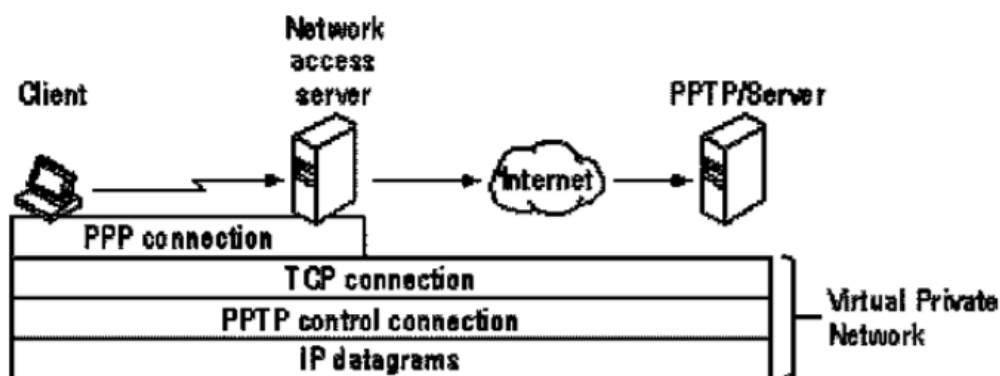 Network
access
server
Client
PPTP/Server
Internet
PPP connection
TCP connection
PPTP control connection
IP datagrams
Virtual Private
Network